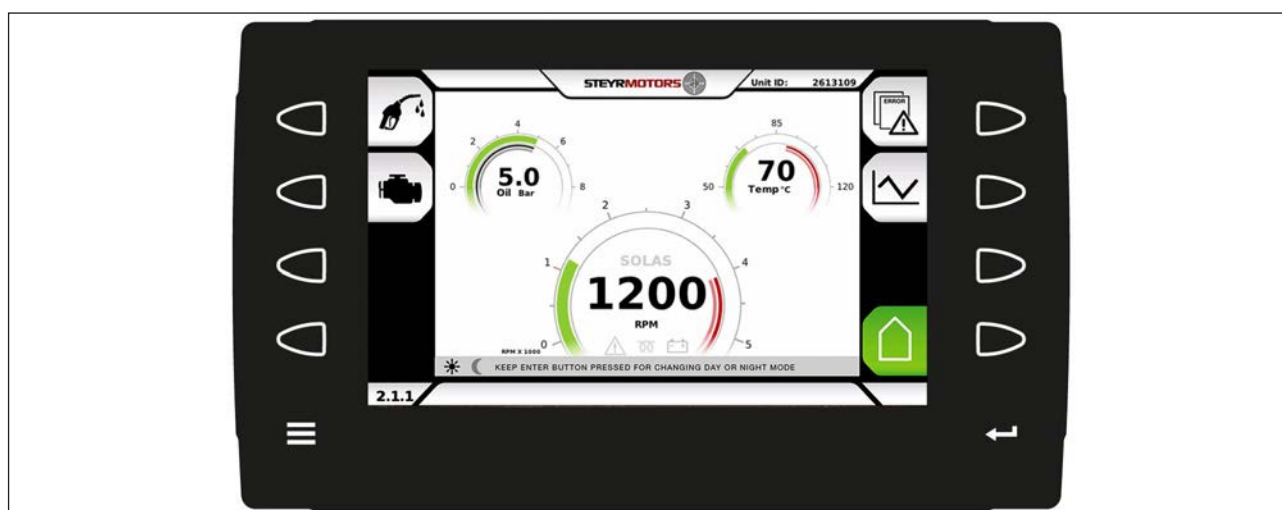 STEYRMOTORS
Unit ID: 2613109
ERROR
0 2 4 6 8
5.0
Oil Bar
50 85 120
70
Temp °C
0 1 2 3 4 5
SOLAS
1200
RPM
RPM X 1000
KEEP ENTER BUTTON PRESSED FOR CHANGING DAY OR NIGHT MODE
2.1.1